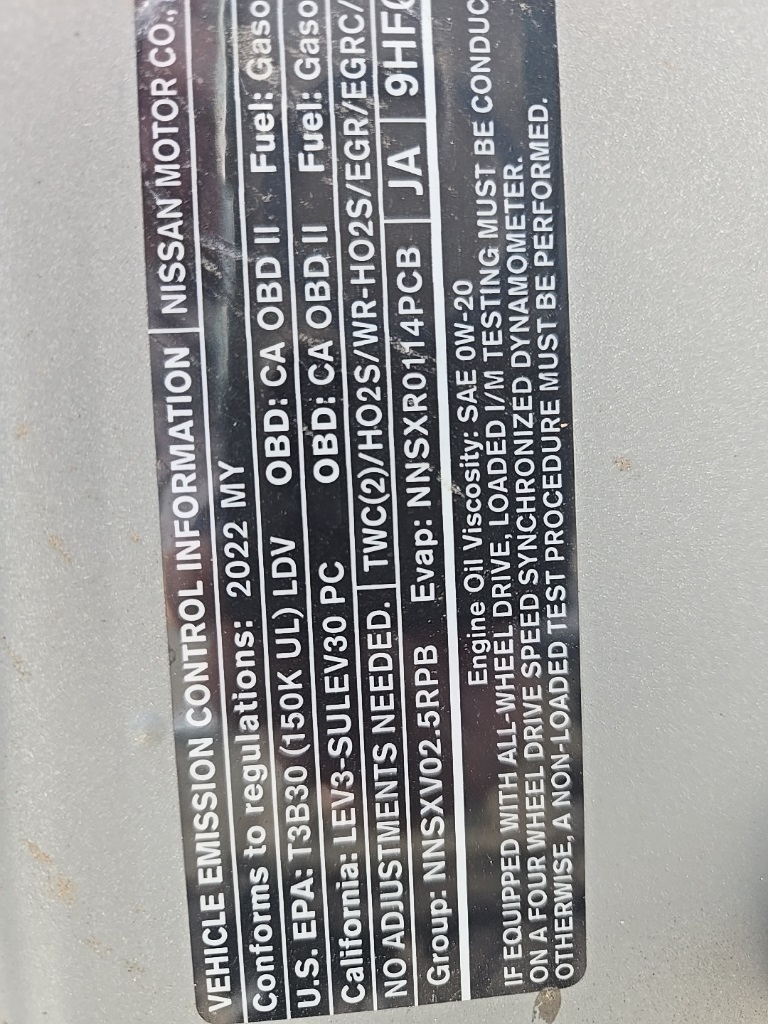 VEHICLE EMISSION CONTROL INFORMATION NISSAN MOTOR CO.,
Conforms to regulations: 2022 MY
U.S. EPA: T3B30 (150K UL) LDV OBD: CA OBD II Fuel: Gaso
California: LEV3-SULEV30 PC OBD: CA OBD II Fuel: Gaso
NO ADJUSTMENTS NEEDED. TWC(2)/HO2S/WR-HO2S/EGR/EGRC/
Group: NNSXV02.5RPB Evap: NNSXR0114PCB JA 9HF
Engine Oil Viscosity: SAE 0W-20
IF EQUIPPED WITH ALL-WHEEL DRIVE, LOADED I/M TESTING MUST BE CONDUC
ON A FOUR WHEEL DRIVE SPEED SYNCHRONIZED DYNAMOMETER.
OTHERWISE, A NON-LOADED TEST PROCEDURE MUST BE PERFORMED.